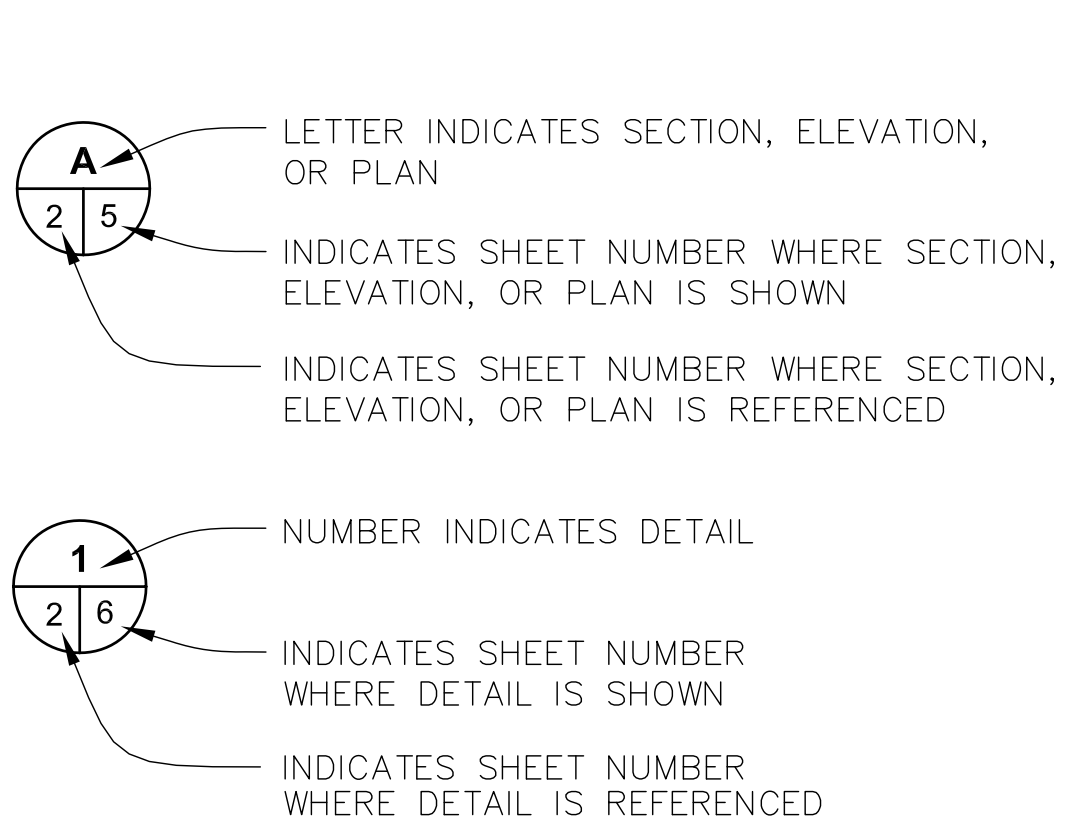 A
2 5
LETTER INDICATES SECTION, ELEVATION,
OR PLAN
INDICATES SHEET NUMBER WHERE SECTION,
ELEVATION, OR PLAN IS SHOWN
INDICATES SHEET NUMBER WHERE SECTION,
ELEVATION, OR PLAN IS REFERENCED
1
2 6
NUMBER INDICATES DETAIL
INDICATES SHEET NUMBER
WHERE DETAIL IS SHOWN
INDICATES SHEET NUMBER
WHERE DETAIL IS REFERENCED